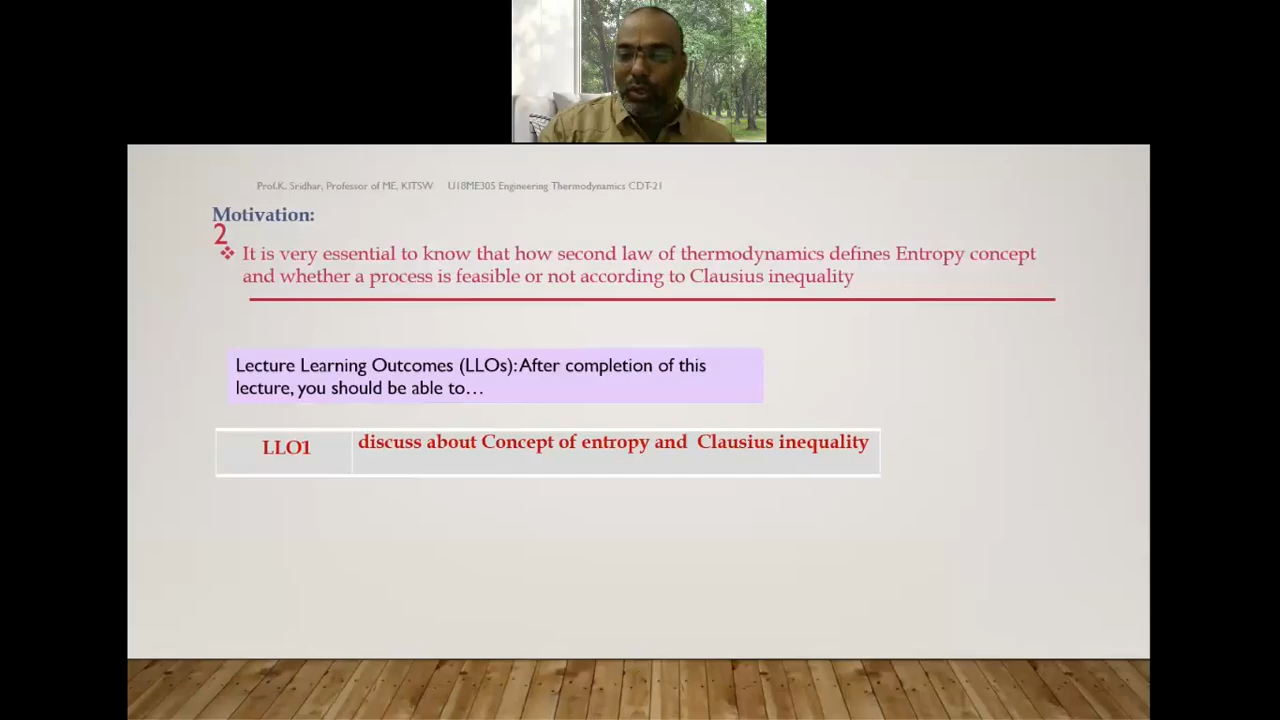 Prof.K. Sridhar, Professor of ME, KITSW U18ME305 Engineering Thermodynamics CDT-21
Motivation:
2
❖ It is very essential to know that how second law of thermodynamics defines Entropy concept
and whether a process is feasible or not according to Clausius inequality
Lecture Learning Outcomes (LLOs): After completion of this
lecture, you should be able to…
LLO1 discuss about Concept of entropy and Clausius inequality